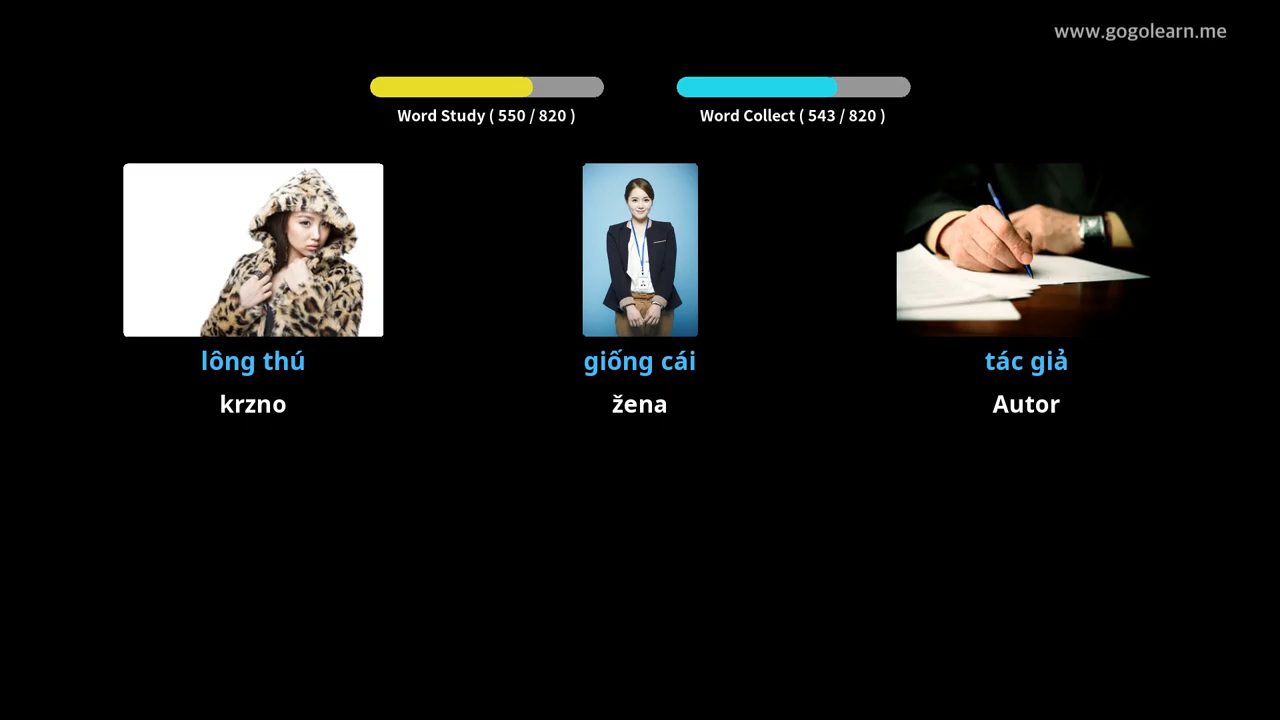 www.gogolearn.me
Word Study ( 550 / 820 )
Word Collect ( 543 / 820 )
lông thú
giống cái
tác giả
krzno
žena
Autor